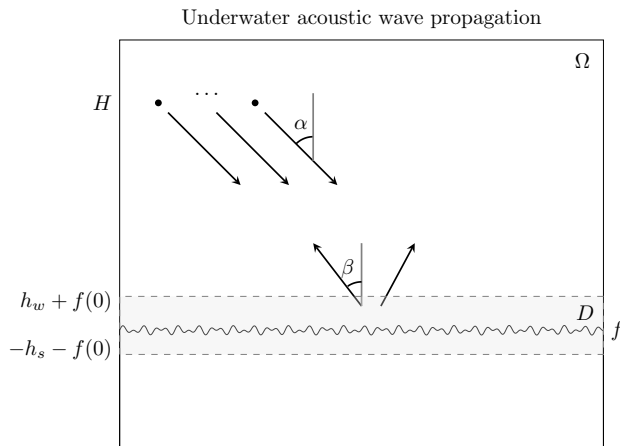 Underwater acoustic wave propagation
Ω
H
...
α
β
h_w + f(0)
D
f
−h_s − f(0)